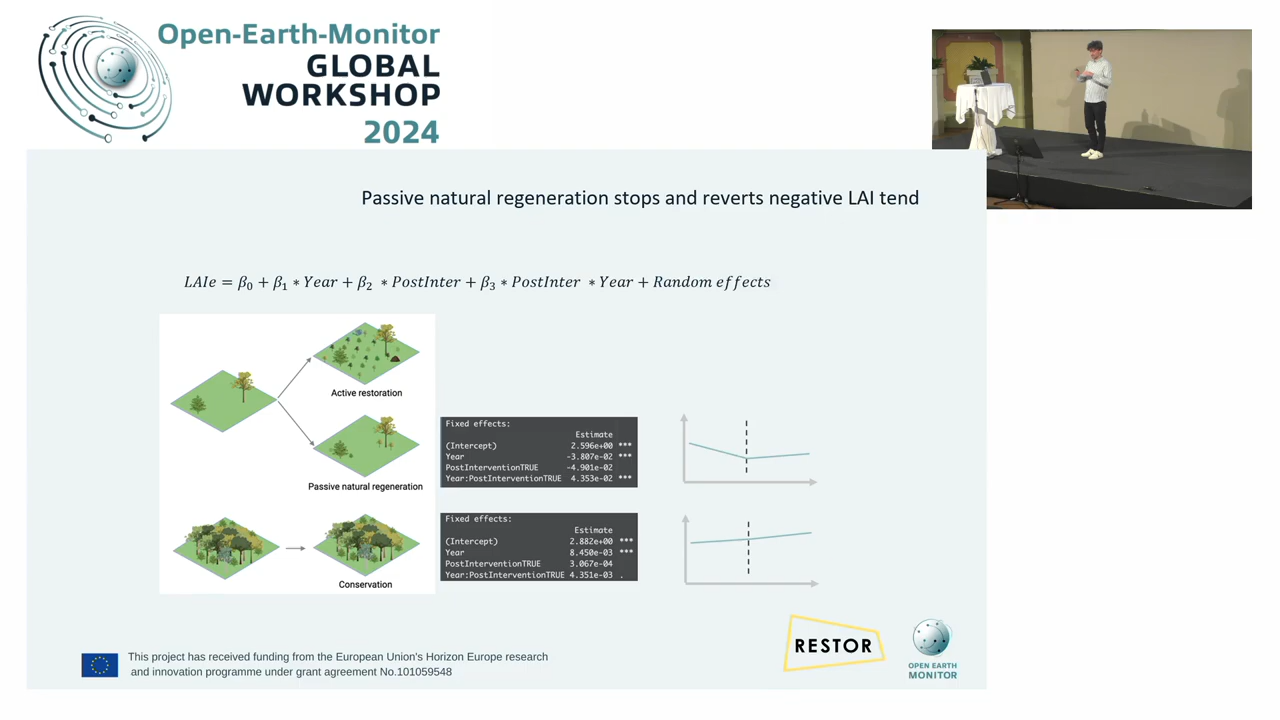 Open-Earth-Monitor
GLOBAL
WORKSHOP
2024
Passive natural regeneration stops and reverts negative LAI tend
LAIe = β0 + β1 * Year + β2 * PostInter + β3 * PostInter * Year + Random effects
Active restoration
Passive natural regeneration
Conservation
Fixed effects:
Estimate
(Intercept) 2.596e+00 ***
Year -3.807e-02 ***
PostInterventionTRUE -4.901e-02
Year:PostInterventionTRUE 4.353e-02 ***
Fixed effects:
Estimate
(Intercept) 2.882e+00 ***
Year 8.450e-03 ***
PostInterventionTRUE 3.067e-04
Year:PostInterventionTRUE 4.351e-03 .
RESTOR
OPEN EARTH
MONITOR
This project has received funding from the European Union's Horizon Europe research
and innovation programme under grant agreement No.101059548